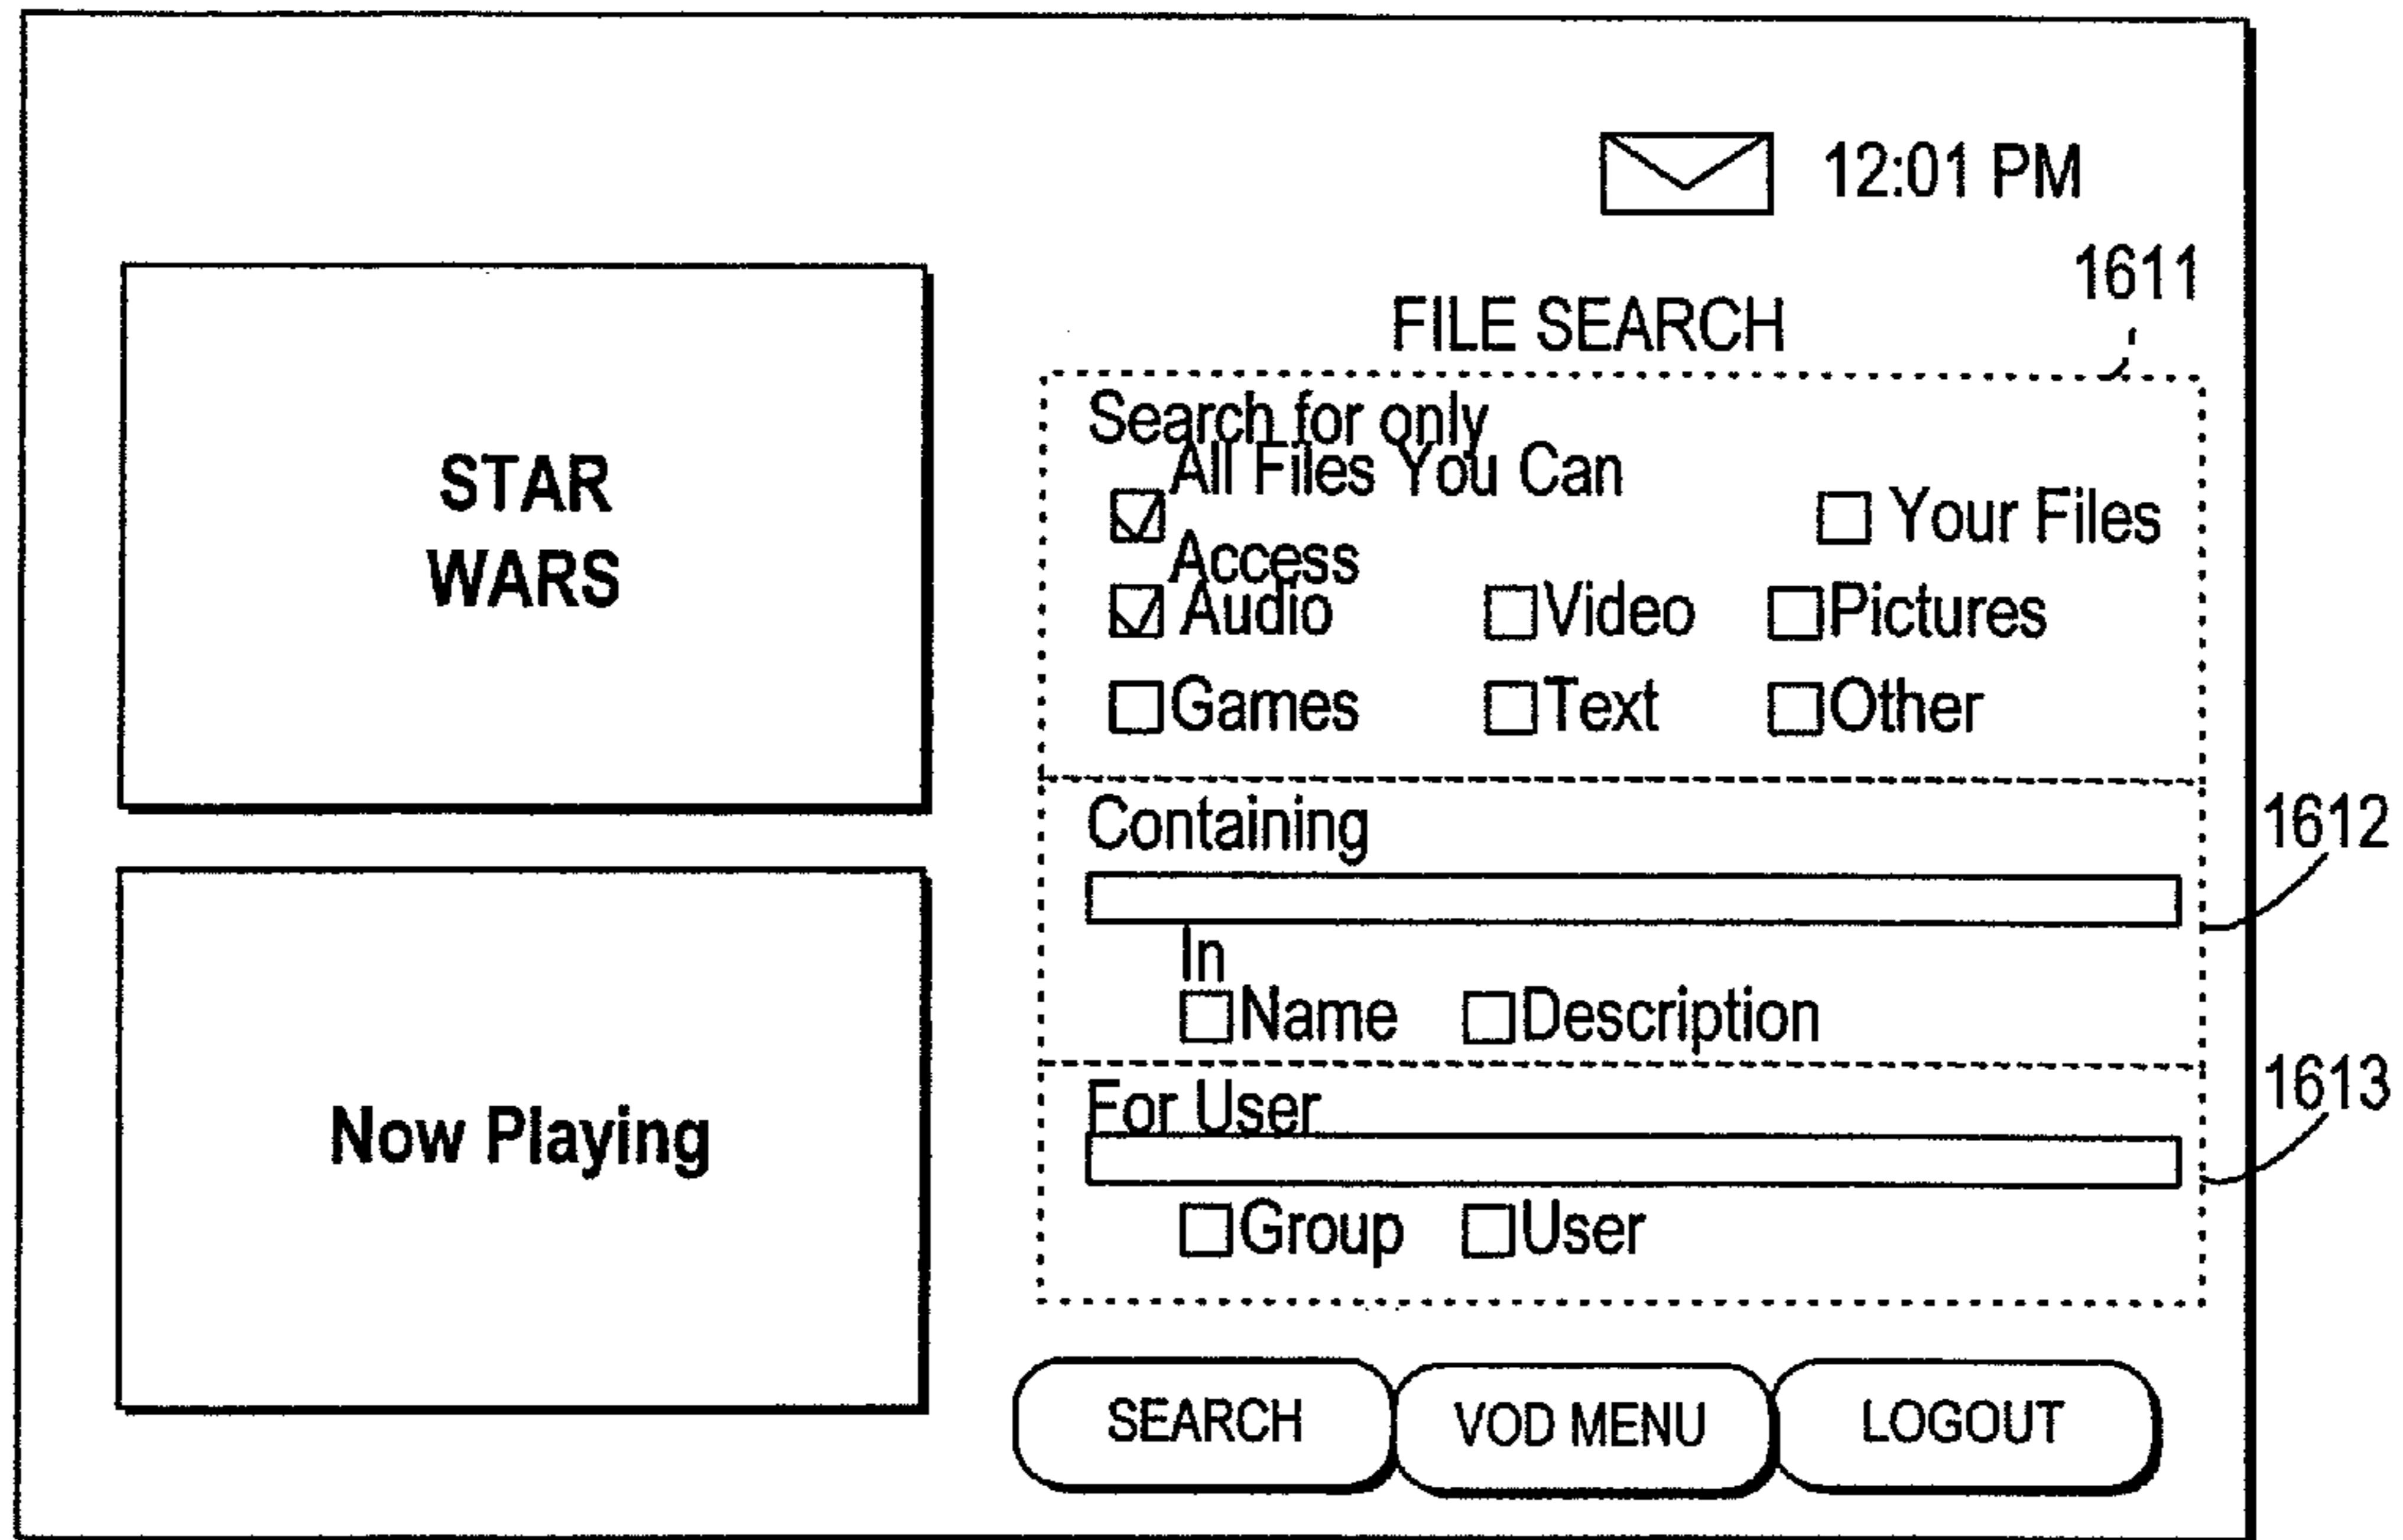 12:01 PM
1611
STAR
WARS
Now Playing
FILE SEARCH
Search for only
All Files You Can
Access
Your Files
Audio Video Pictures
Games Text Other
Containing
1612
In
Name Description
For User
1613
Group User
SEARCH VOD MENU LOGOUT